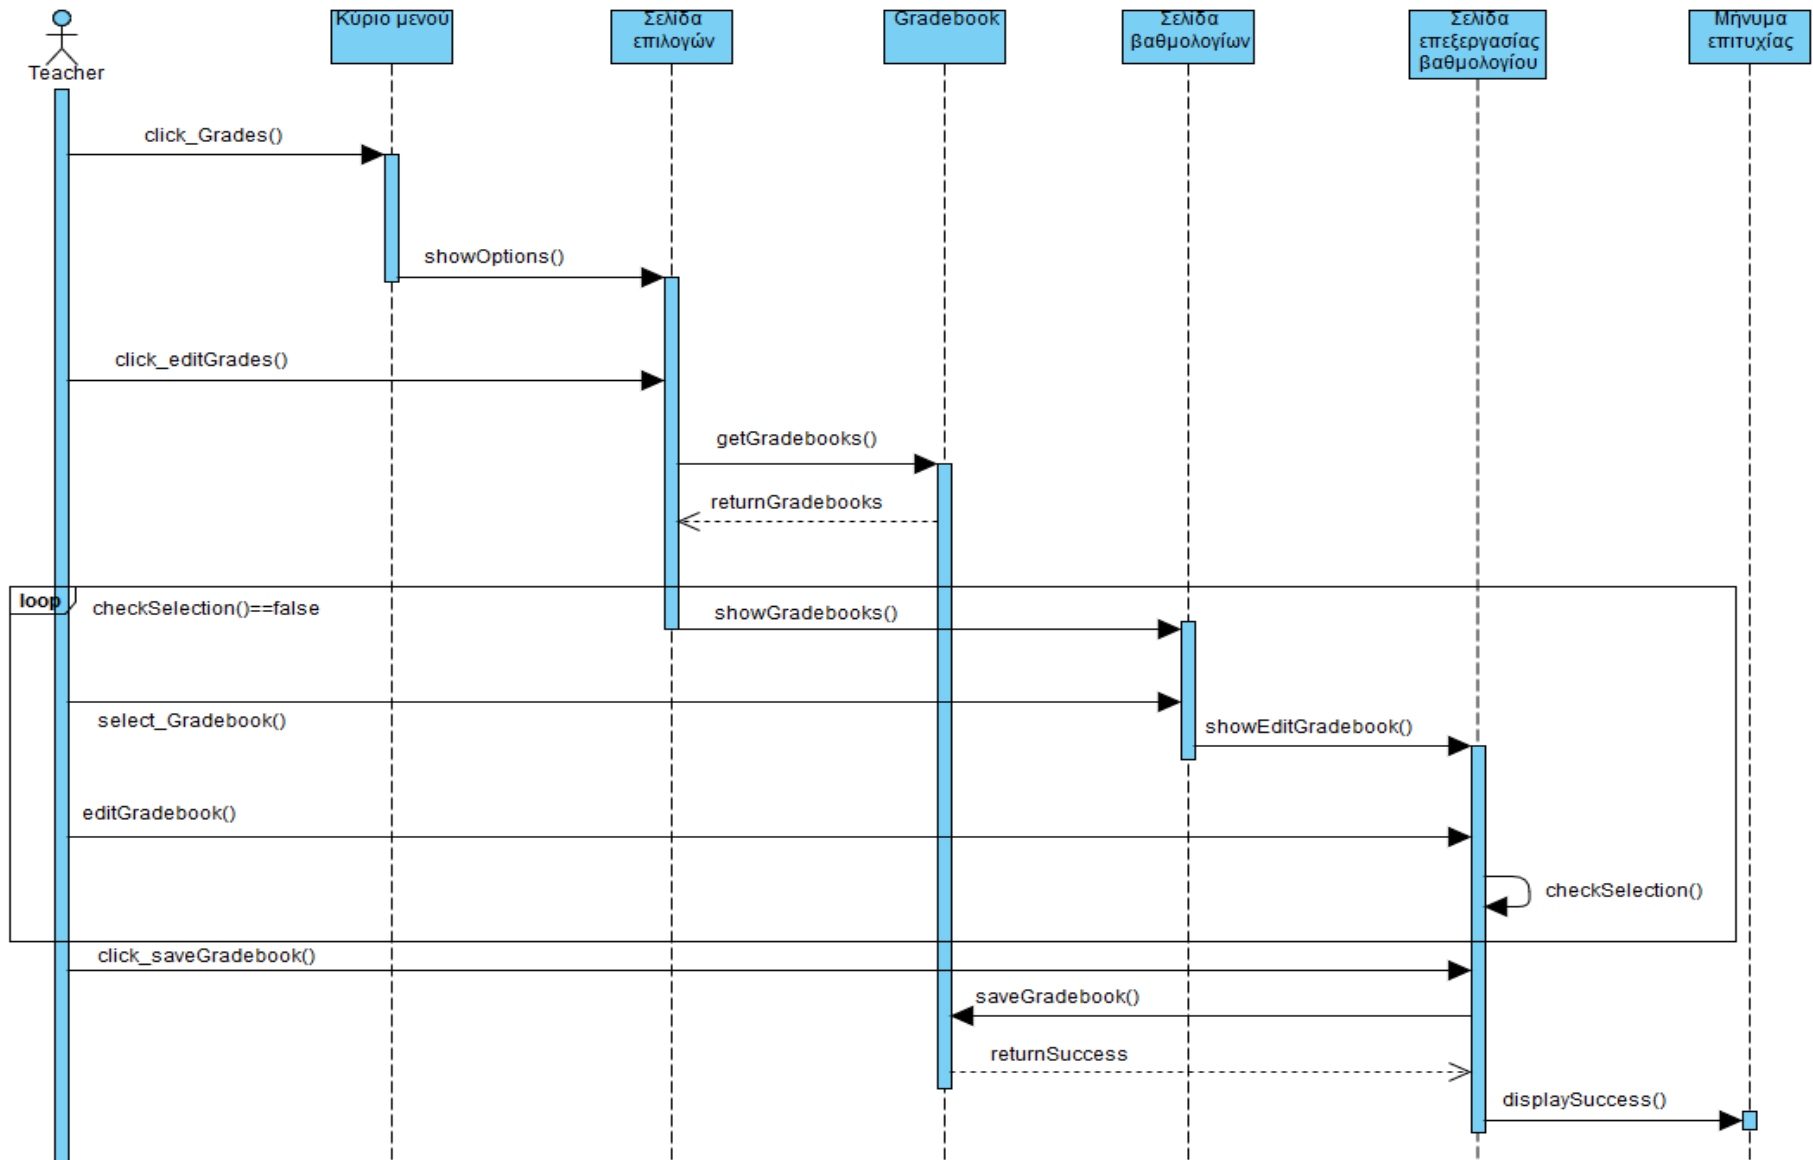 Teacher
Κύριο μενού
Σελίδα
επιλογών
Gradebook
Σελίδα
βαθμολογίων
Σελίδα
επεξεργασίας
βαθμολογίου
Μήνυμα
επιτυχίας
click_Grades()
showOptions()
click_editGrades()
getGradebooks()
returnGradebooks
loop
checkSelection()==false
showGradebooks()
select_Gradebook()
showEditGradebook()
editGradebook()
checkSelection()
click_saveGradebook()
saveGradebook()
returnSuccess
displaySuccess()